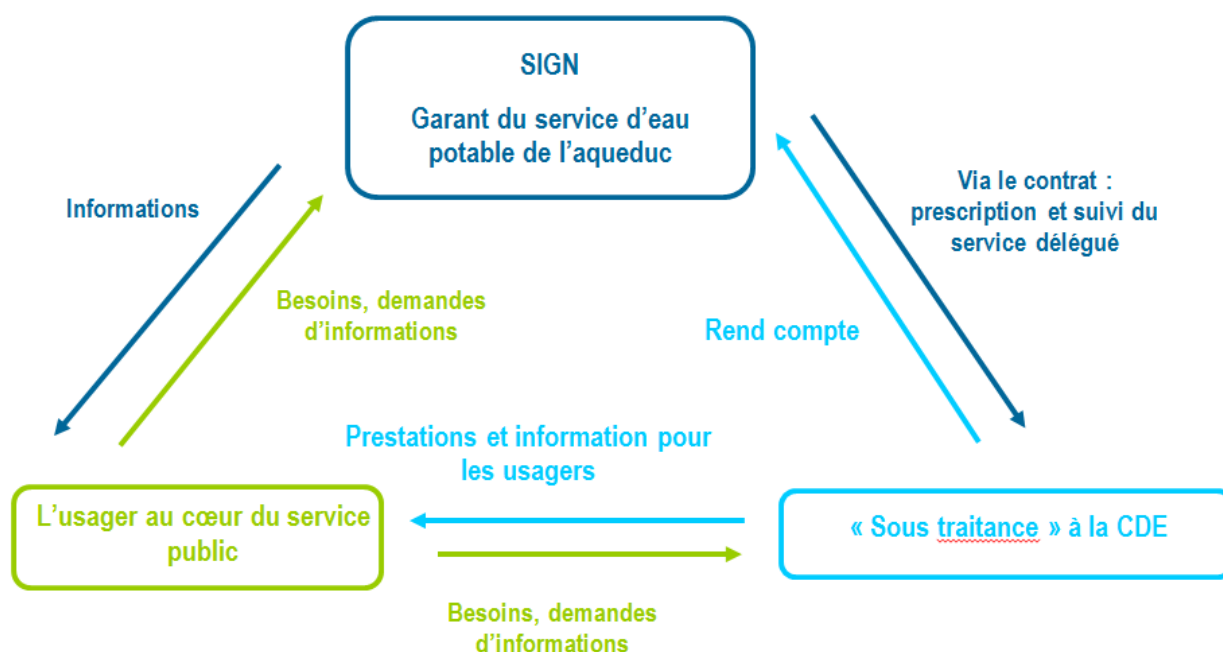 SIGN
Garant du service d’eau
potable de l’aqueduc
Informations
Via le contrat :
prescription et suivi du
service délégué
Besoins, demandes
d’informations
Rend compte
Prestations et information pour
les usagers
L’usager au cœur du service
public
« Sous traitance » à la CDE
Besoins, demandes
d’informations